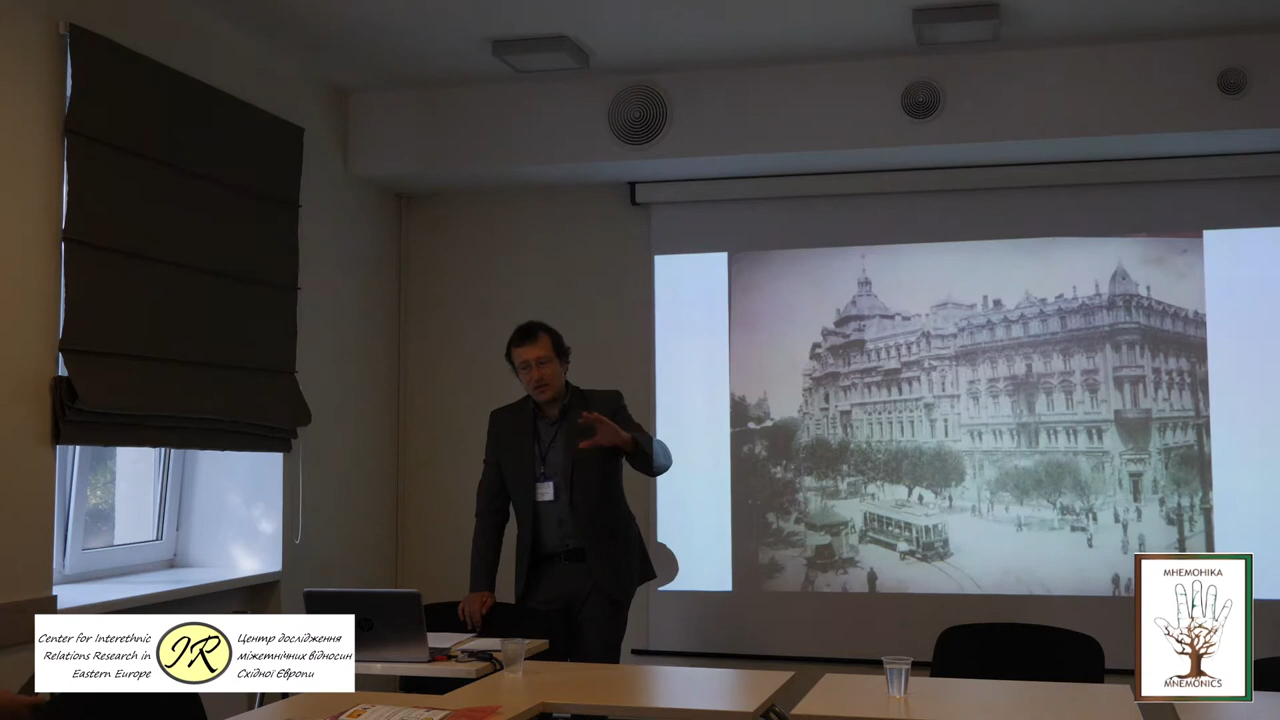 Center for Interethnic
Relations Research in
Eastern Europe
IR
Центр дослідження
міжетнічних відносин
Східної Європи
МНЕМОНІКА
MNEMONICS